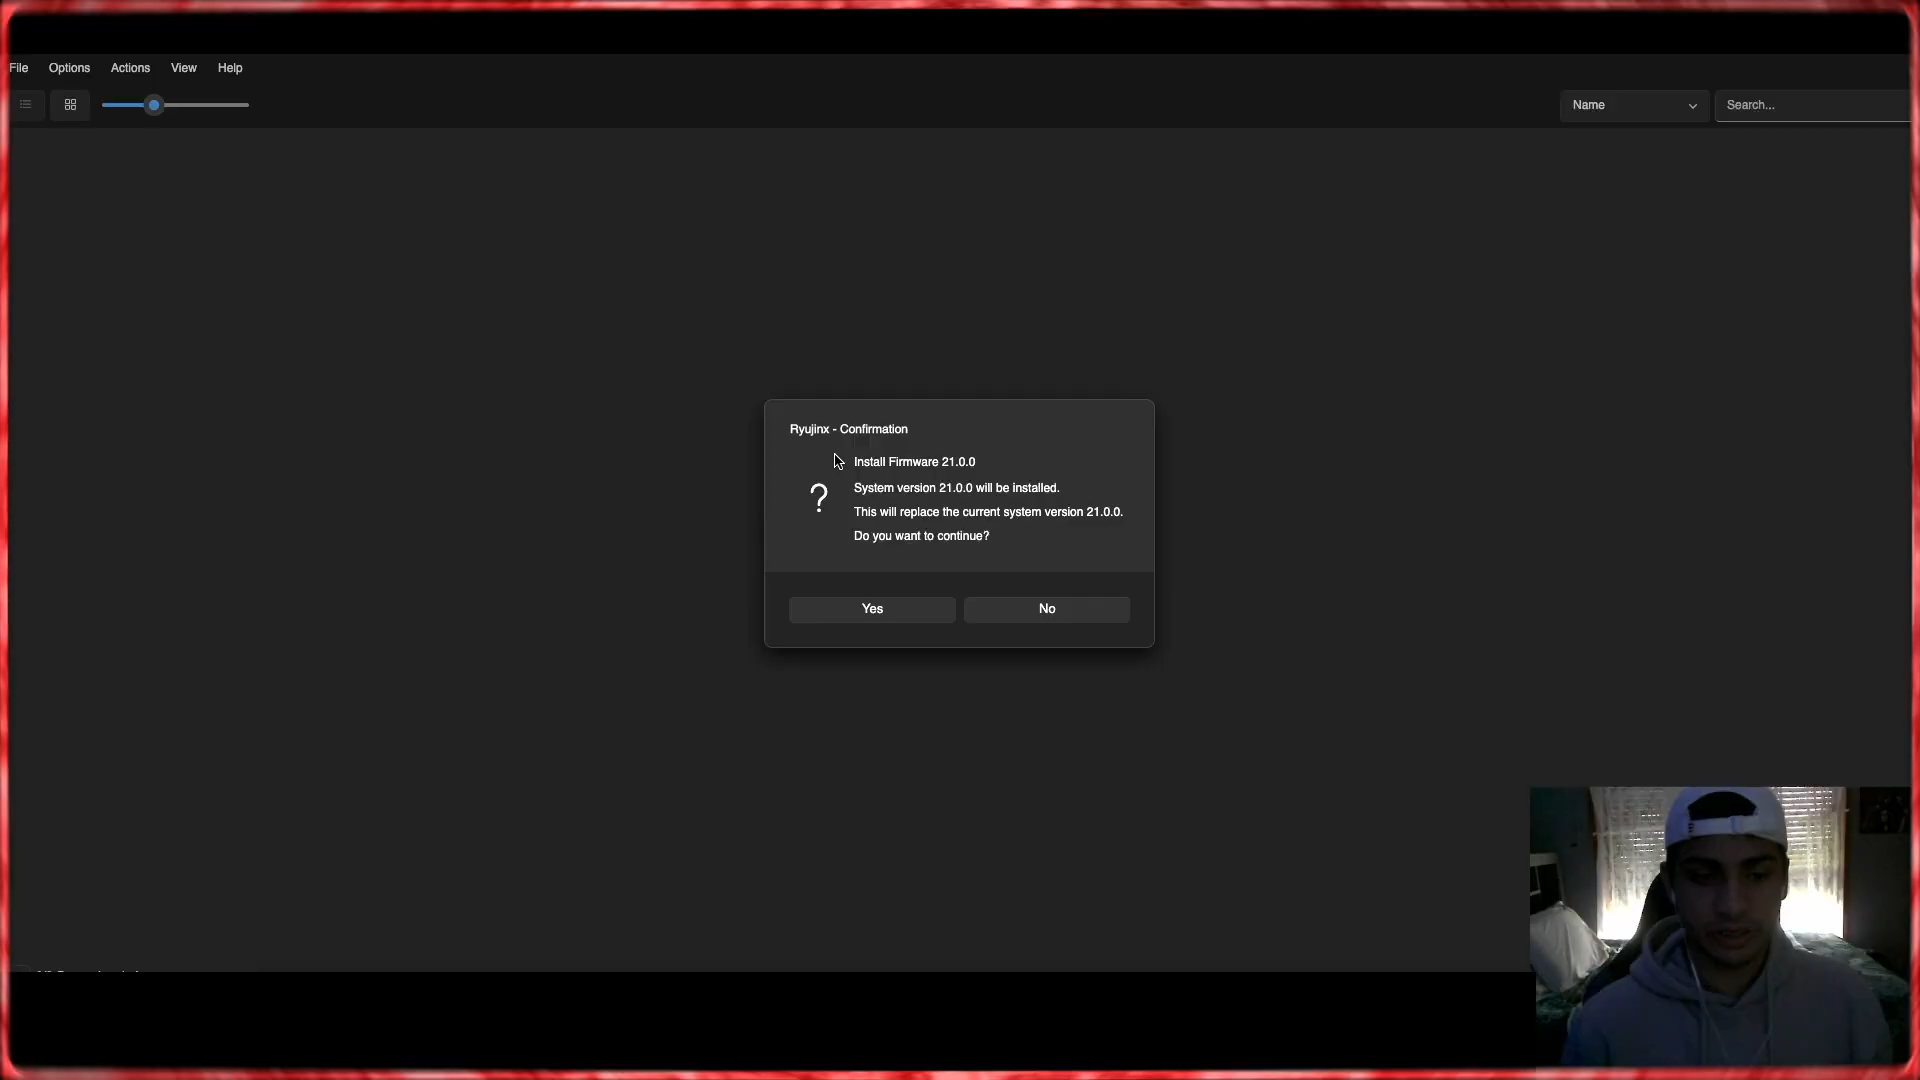 File Options Actions View Help
Name Search...
Ryujinx - Confirmation
Install Firmware 21.0.0
System version 21.0.0 will be installed.
This will replace the current system version 21.0.0.
Do you want to continue?
Yes No